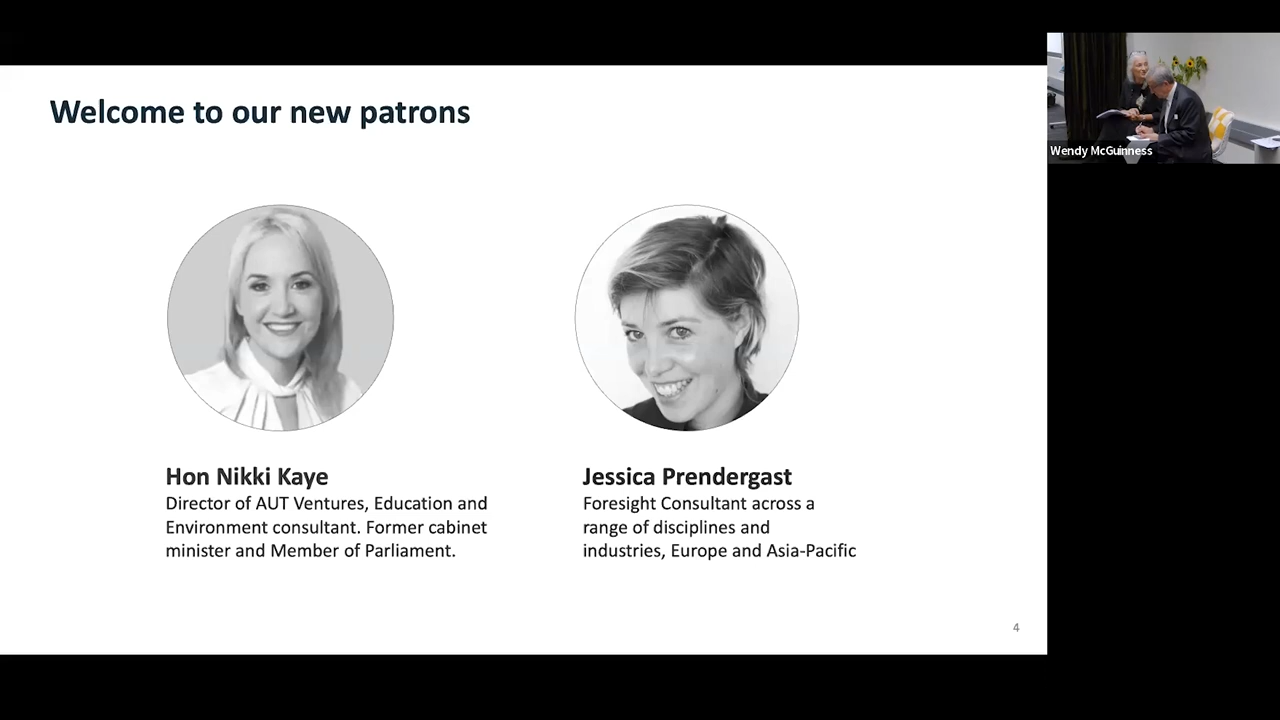 Welcome to our new patrons
Wendy McGuinness
Hon Nikki Kaye
Director of AUT Ventures, Education and
Environment consultant. Former cabinet
minister and Member of Parliament.
Jessica Prendergast
Foresight Consultant across a
range of disciplines and
industries, Europe and Asia-Pacific
4